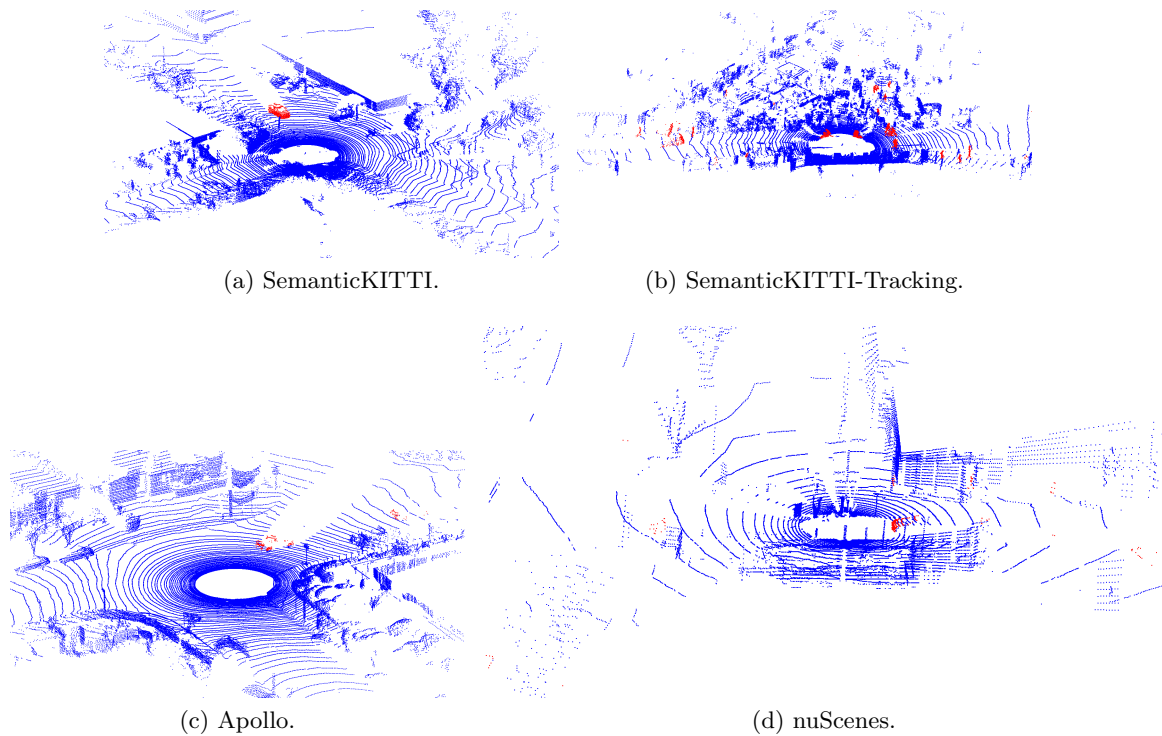 (a) SemanticKITTI.
(b) SemanticKITTI-Tracking.
(c) Apollo.
(d) nuScenes.